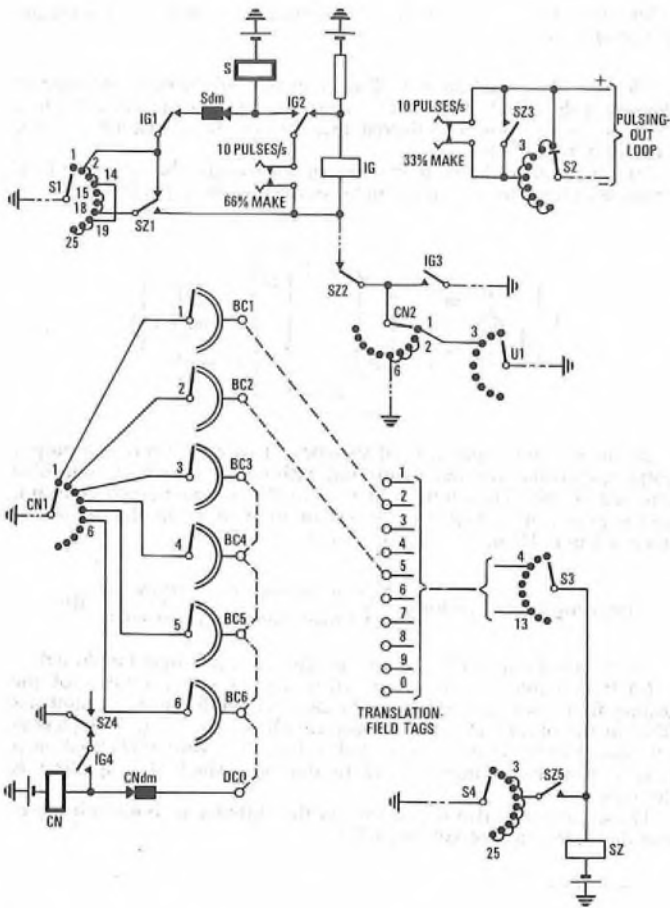 S
Sdm
IG1
IG2
10 PULSES/s
66% MAKE
IG
1
2
14
15
18
19
25
S1
SZ1
10 PULSES/s
33% MAKE
SZ3
3
S2
+
–
PULSING-
OUT
LOOP
SZ2
IG3
CN2
1
2
6
3
U1
1
BC1
2
BC2
3
BC3
4
BC4
5
BC5
6
BC6
1
CN1
6
SZ4
IG4
CN
CNdm
DC0
1
2
3
4
5
6
7
8
9
0
TRANSLATION-
FIELD TAGS
4
13
S3
S4
3
25
SZ5
SZ